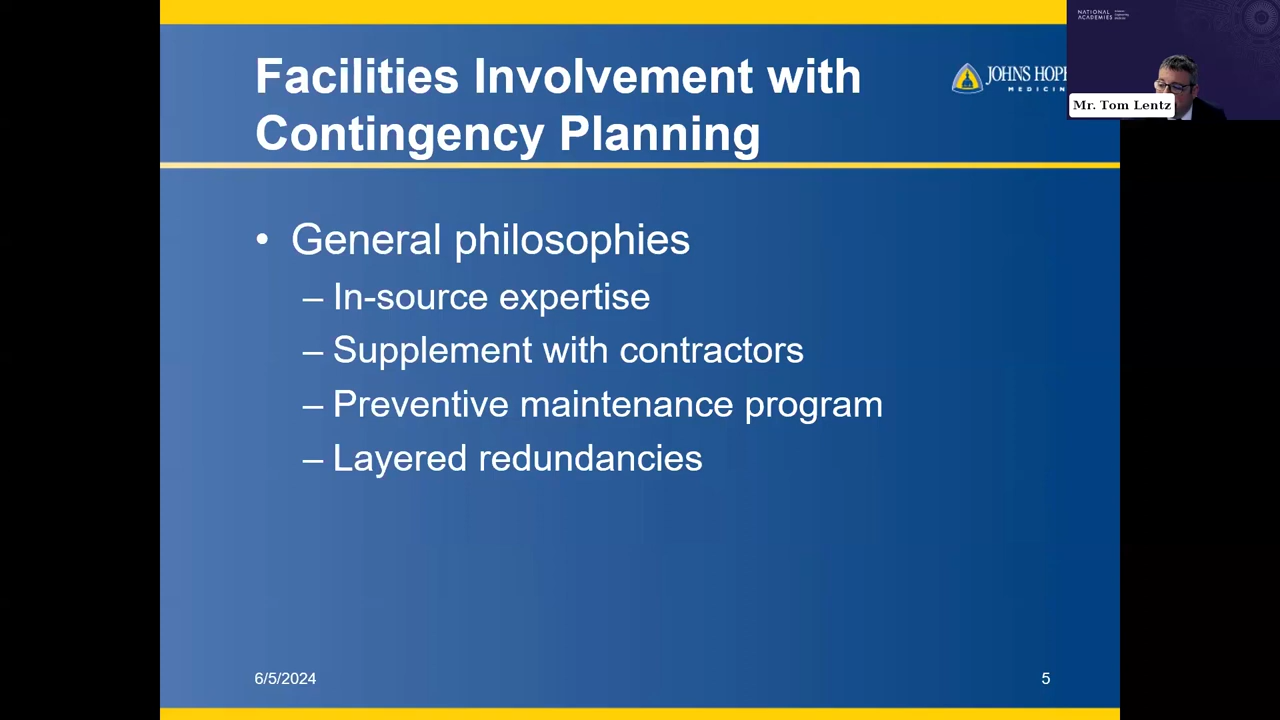 Facilities Involvement with
Contingency Planning
JOHNS
MEDICIN
NATIONAL
ACADEMIES
Mr. Tom Lentz
• General philosophies
– In-source expertise
– Supplement with contractors
– Preventive maintenance program
– Layered redundancies
6/5/2024
5